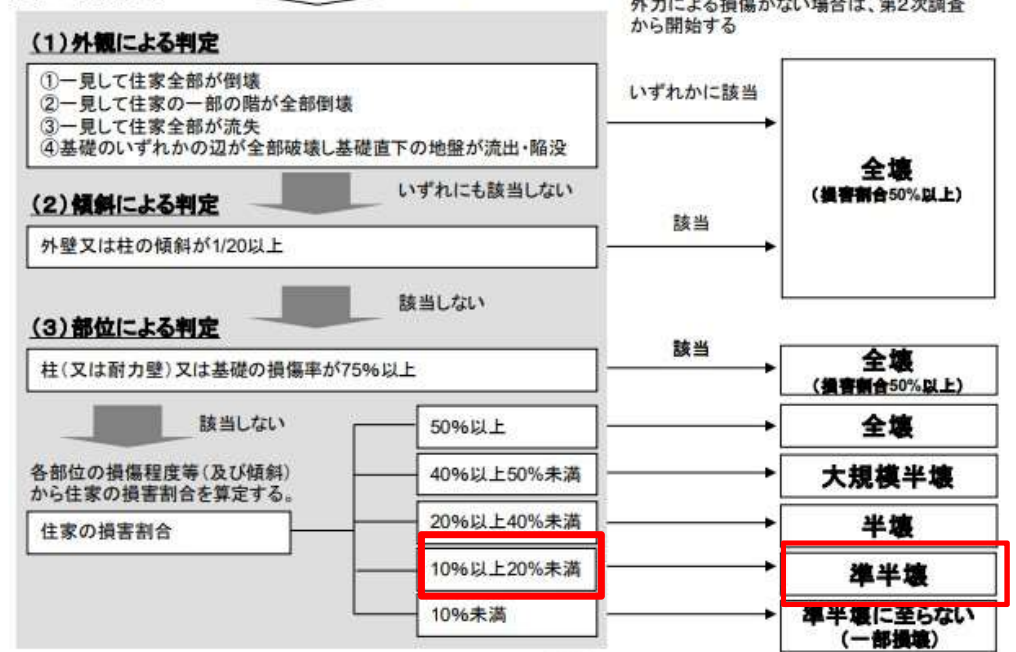 外力による損傷がない場合は、第2次調査
から開始する
(1)外観による判定
①一見して住家全部が倒壊
②一見して住家の一部の階が全部倒壊
③一見して住家全部が流失
④基礎のいずれかの辺が全部破壊し基礎直下の地盤が流出・陥没
いずれかに該当
全壊
(損害割合50%以上)
いずれにも該当しない
(2)傾斜による判定
外壁又は柱の傾斜が1/20以上
該当
該当しない
(3)部位による判定
柱(又は耐力壁)又は基礎の損傷率が75%以上
該当
全壊
(損害割合50%以上)
該当しない
各部位の損傷程度等(及び傾斜)
から住家の損害割合を算定する。
住家の損害割合
50%以上
全壊
40%以上50%未満
大規模半壊
20%以上40%未満
半壊
10%以上20%未満
準半壊
10%未満
準半壊に至らない
(一部損壊)